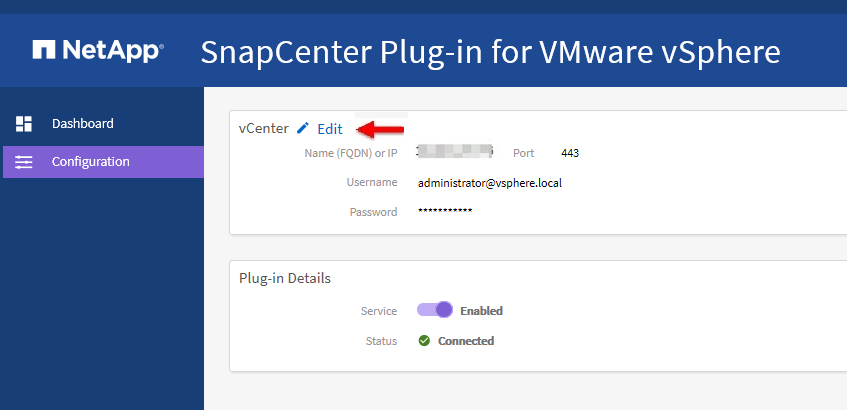 NetApp® SnapCenter Plug-in for VMware vSphere
Dashboard
Configuration
vCenter Edit
Name (FQDN) or IP Port 443
Username administrator@vsphere.local
Password ***********
Plug-in Details
Service Enabled
Status Connected